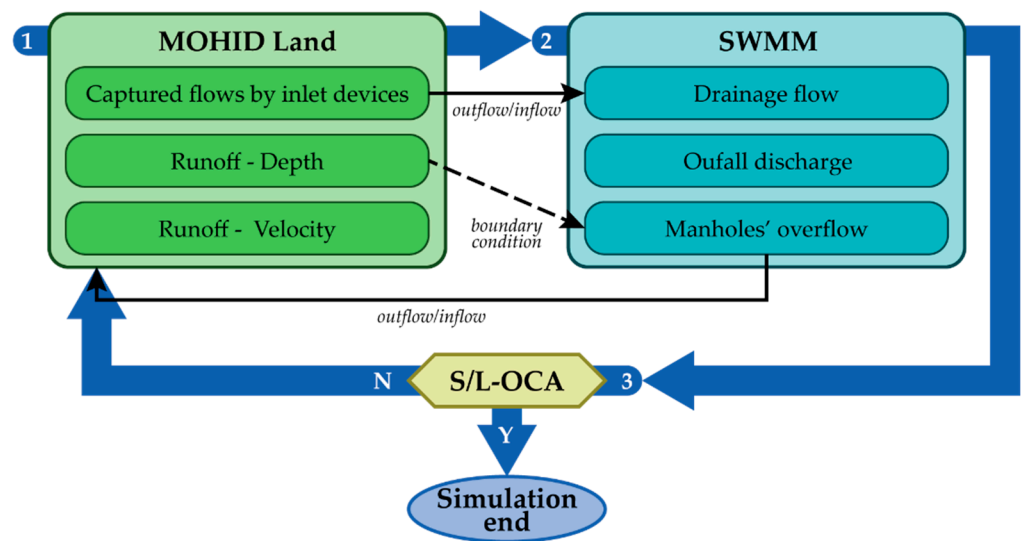 1
MOHID Land
2
SWMM
Captured flows by inlet devices
outflow/inflow
Drainage flow
Runoff - Depth
Oufall discharge
boundary
condition
Runoff - Velocity
Manholes' overflow
outflow/inflow
N
S/L-OCA
3
Y
Simulation
end